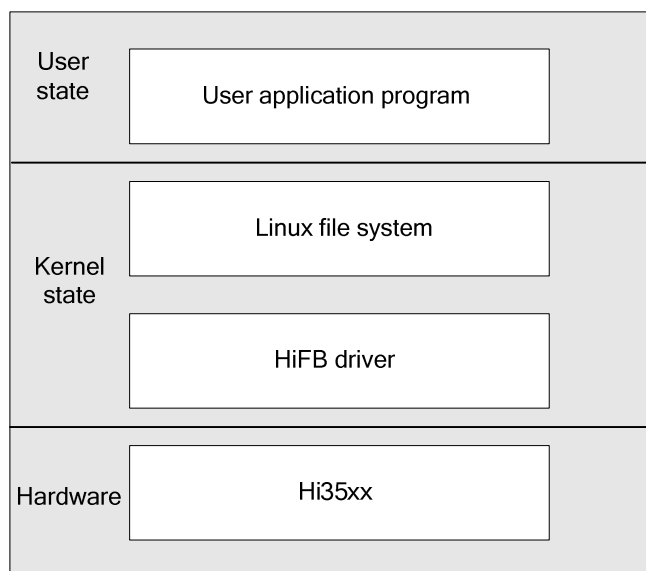 User
state
User application program
Kernel
state
Linux file system
HiFB driver
Hardware
Hi35xx